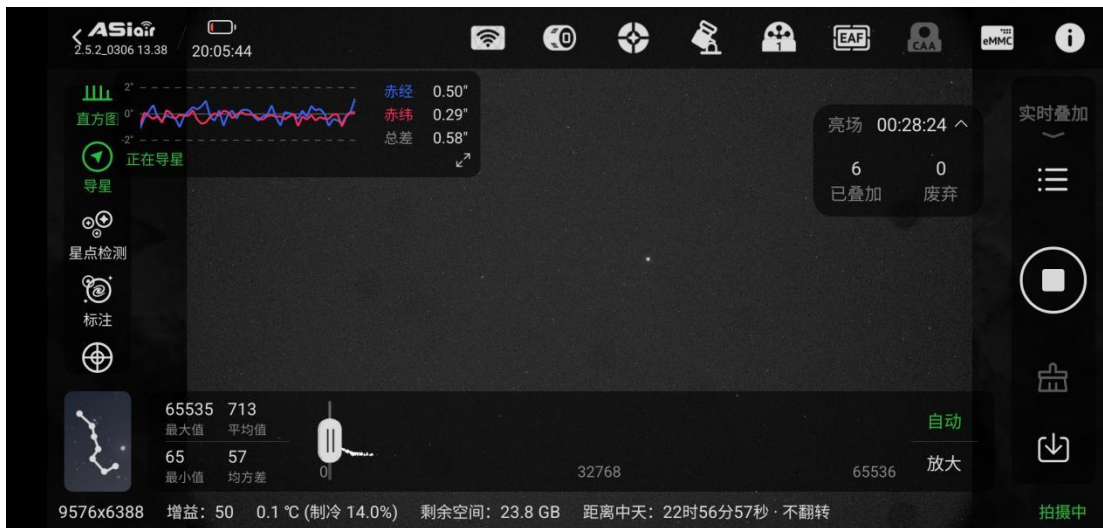 ASiair
2.5.2_0306 13.38
20:05:44
0
1
EAF
CAA
eMMC
i
直方图
2"
0"
-2"
赤经 0.50"
赤纬 0.29"
总差 0.58"
正在导星
导星
星点检测
标注
亮场 00:28:24
6 0
已叠加 废弃
实时叠加
65535 713
最大值 平均值
65 57
最小值 均方差
0 32768 65536
自动
放大
9576x6388 增益：50 0.1 ℃ (制冷 14.0%) 剩余空间：23.8 GB 距离中天：22时56分57秒 · 不翻转
拍摄中